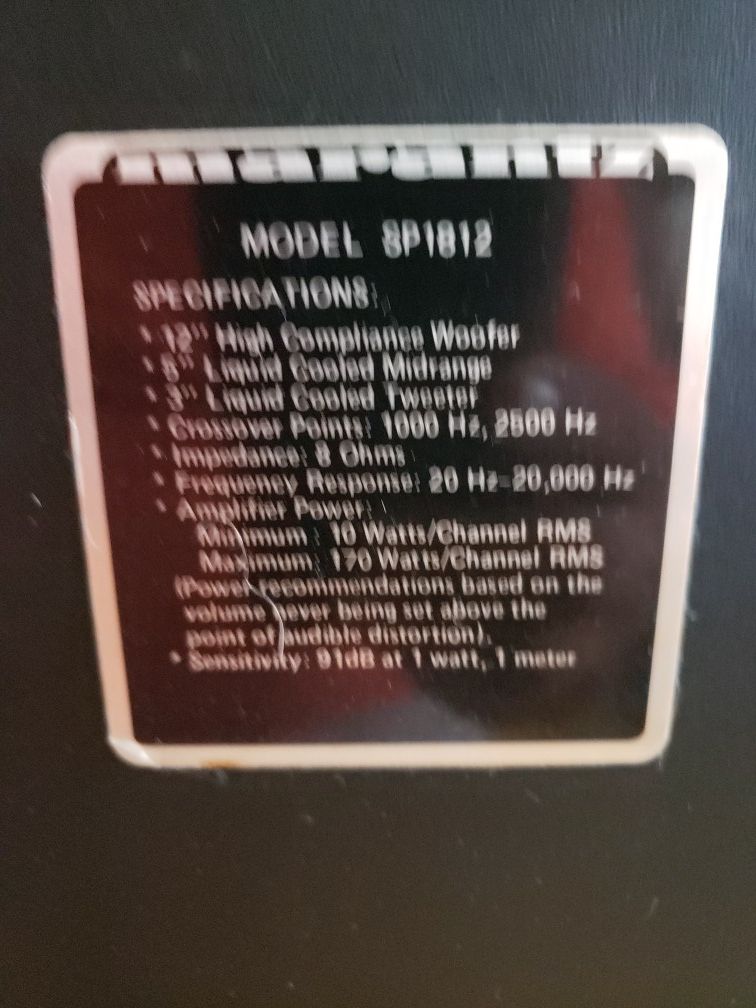 marantz
MODEL SP1812
SPECIFICATIONS:
* 12" High Compliance Woofer
* 5" Liquid Cooled Midrange
* 3" Liquid Cooled Tweeter
* Crossover Points: 1000 Hz, 2500 Hz
* Impedance: 8 Ohms
* Frequency Response: 20 Hz-20,000 Hz
* Amplifier Power:
Minimum : 10 Watts/Channel RMS
Maximum: 170 Watts/Channel RMS
(Power recommendations based on the
volume never being set above the
point of audible distortion).
* Sensitivity: 91dB at 1 watt, 1 meter